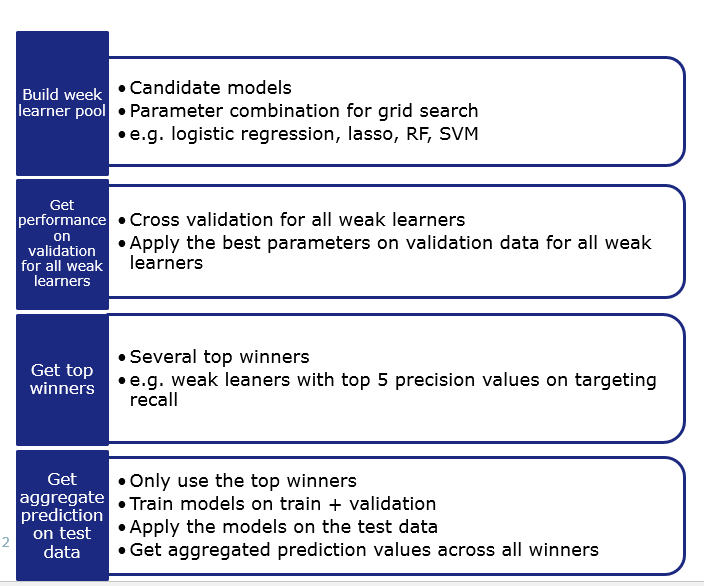 Build week
learner pool
•Candidate models
•Parameter combination for grid search
•e.g. logistic regression, lasso, RF, SVM
Get
performance
on
validation
for all weak
learners
•Cross validation for all weak learners
•Apply the best parameters on validation data for all weak
learners
Get top
winners
•Several top winners
•e.g. weak leaners with top 5 precision values on targeting
recall
Get
aggregate
prediction
on test
data
•Only use the top winners
•Train models on train + validation
•Apply the models on the test data
•Get aggregated prediction values across all winners
2